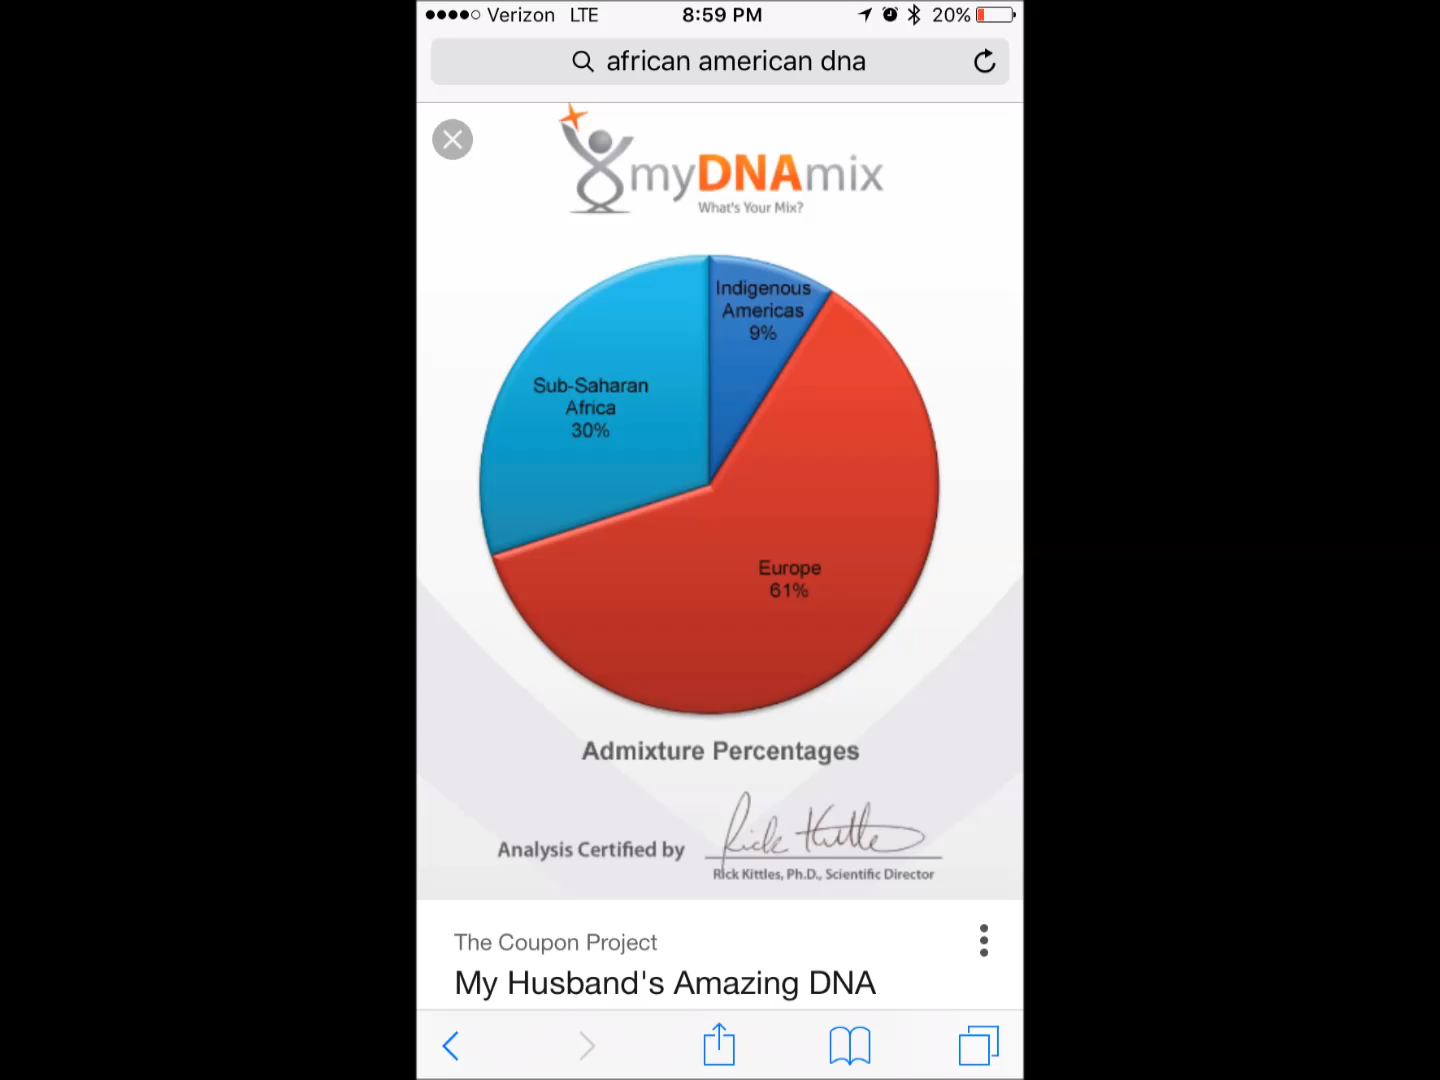 Verizon LTE 8:59 PM 20%
african american dna
myDNAmix
What's Your Mix?
Indigenous
Americas
9%
Sub-Saharan
Africa
30%
Europe
61%
Admixture Percentages
Rick Kittles
Analysis Certified by
Rick Kittles, Ph.D., Scientific Director
The Coupon Project
My Husband's Amazing DNA